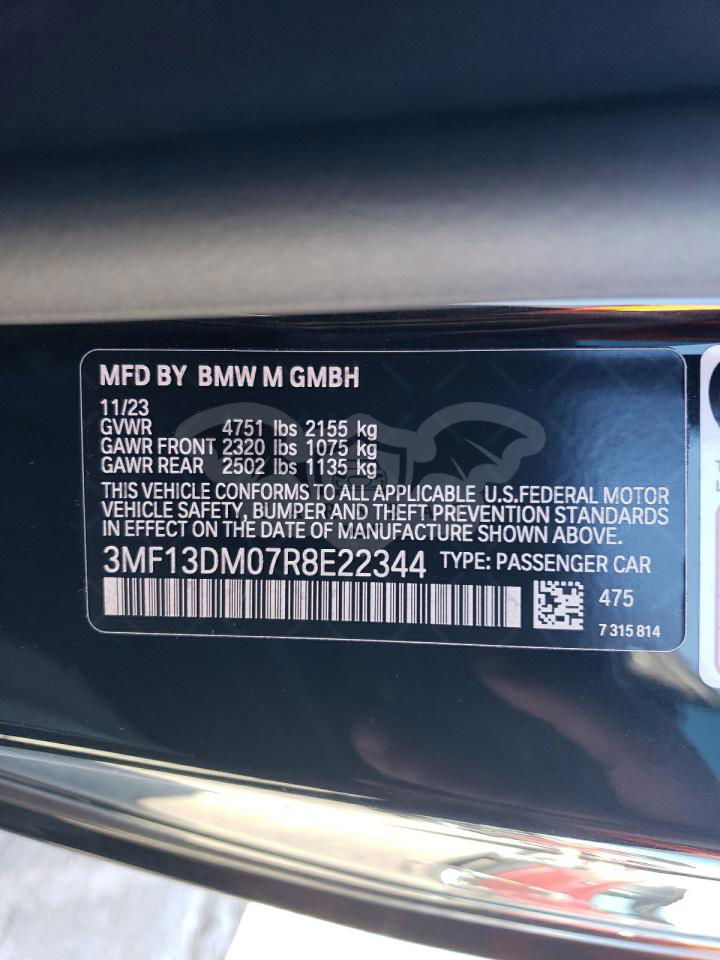 MFD BY BMW M GMBH
11/23
GVWR 4751 lbs 2155 kg
GAWR FRONT 2320 lbs 1075 kg
GAWR REAR 2502 lbs 1135 kg
THIS VEHICLE CONFORMS TO ALL APPLICABLE U.S.FEDERAL MOTOR
VEHICLE SAFETY, BUMPER AND THEFT PREVENTION STANDARDS
IN EFFECT ON THE DATE OF MANUFACTURE SHOWN ABOVE.
3MF13DM07R8E22344 TYPE: PASSENGER CAR
475
7 315 814